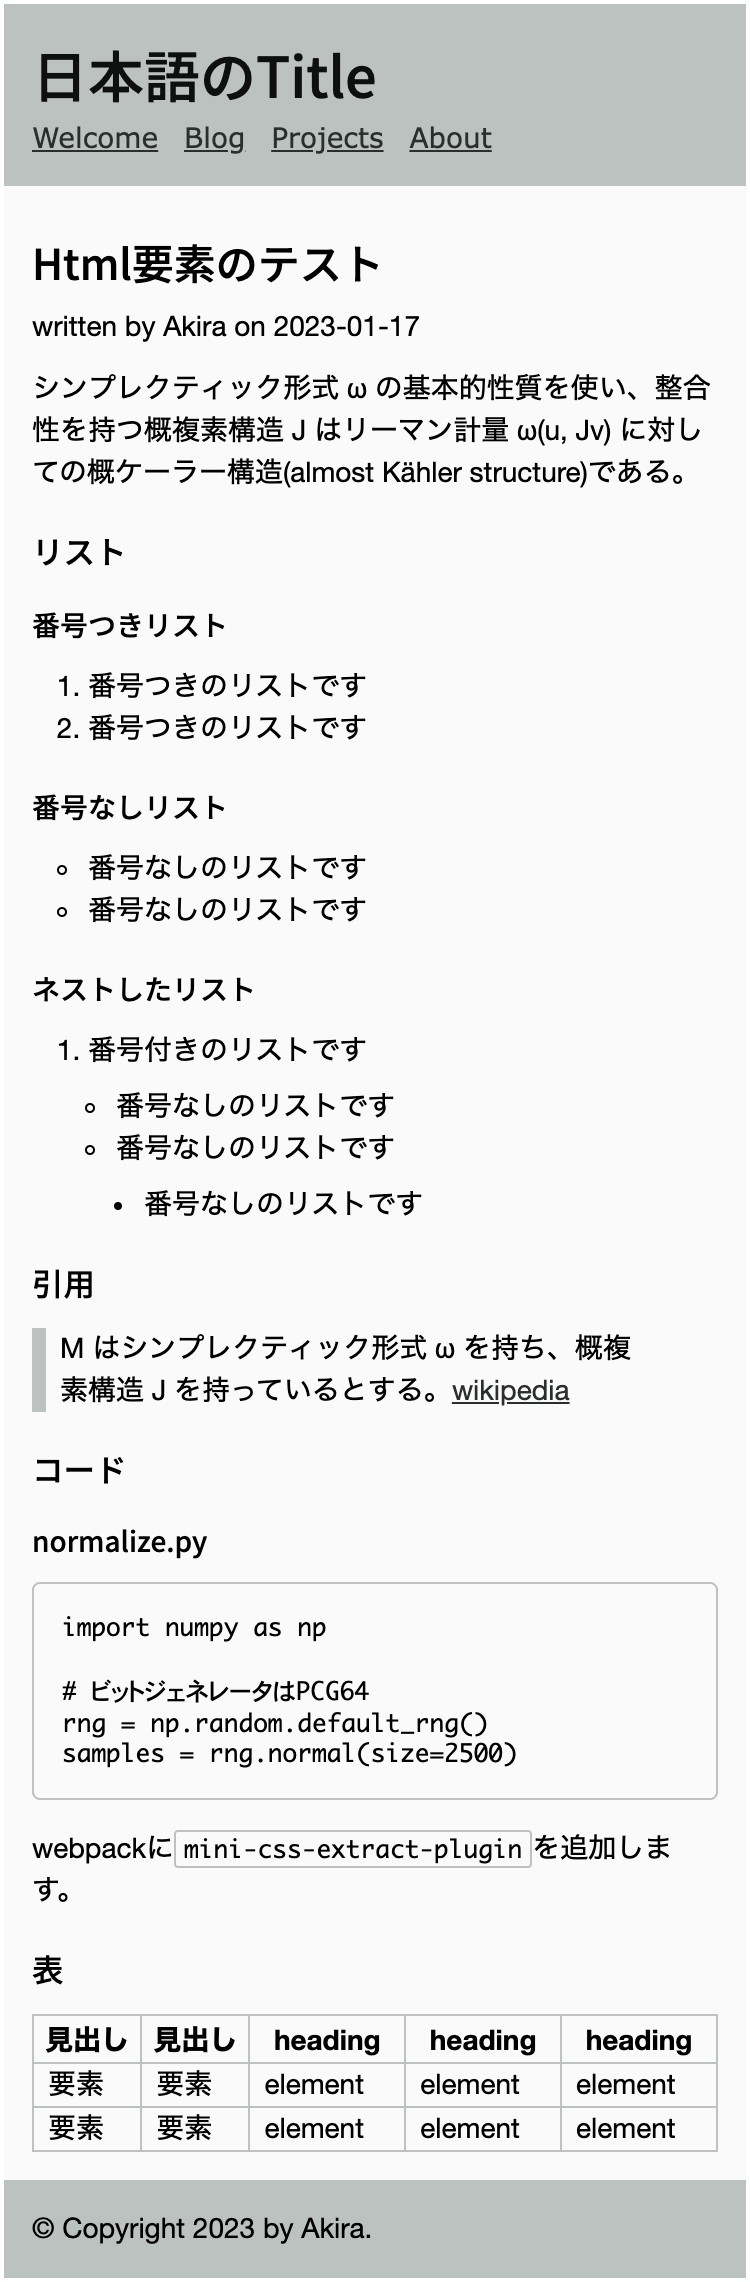 日本語のTitle
Welcome Blog Projects About
Html要素のテスト
written by Akira on 2023-01-17
シンプレクティック形式 ω の基本的性質を使い、整合
性を持つ概複素構造 J はリーマン計量 ω(u, Jv) に対し
ての概ケーラー構造(almost Kähler structure)である。
リスト
番号つきリスト
1. 番号つきのリストです
2. 番号つきのリストです
番号なしリスト
番号なしのリストです
番号なしのリストです
ネストしたリスト
1. 番号付きのリストです
番号なしのリストです
番号なしのリストです
番号なしのリストです
引用
M はシンプレクティック形式 ω を持ち、概複
素構造 J を持っているとする。wikipedia
コード
normalize.py
import numpy as np
# ビットジェネレータはPCG64
rng = np.random.default_rng()
samples = rng.normal(size=2500)
webpackにmini-css-extract-pluginを追加しま
す。
表
見出し 見出し heading heading heading
要素 要素 element element element
要素 要素 element element element
© Copyright 2023 by Akira.